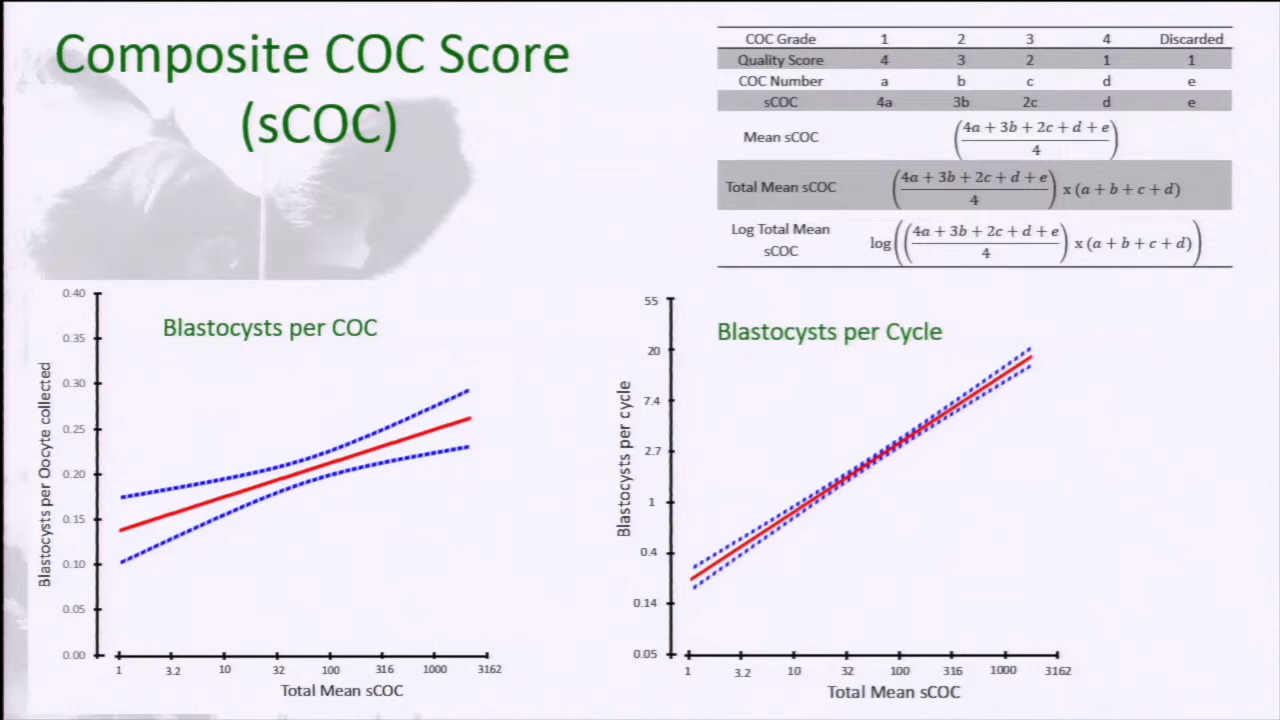 Composite COC Score
(sCOC)
COC Grade 1 2 3 4 Discarded
Quality Score 4 3 2 1 1
COC Number a b c d e
sCOC 4a 3b 2c d e
Mean sCOC (4a + 3b + 2c + d + e / 4)
Total Mean sCOC (4a + 3b + 2c + d + e / 4) x (a + b + c + d)
Log Total Mean sCOC log((4a + 3b + 2c + d + e / 4) x (a + b + c + d))
Blastocysts per COC
Blastocysts per Oocyte collected
0.40
0.35
0.30
0.25
0.20
0.15
0.10
0.05
0.00
1 3.2 10 32 100 316 1000 3162
Total Mean sCOC
Blastocysts per Cycle
Blastocysts per cycle
55
20
7.4
2.7
1
0.4
0.14
0.05
1 3.2 10 32 100 316 1000 3162
Total Mean sCOC